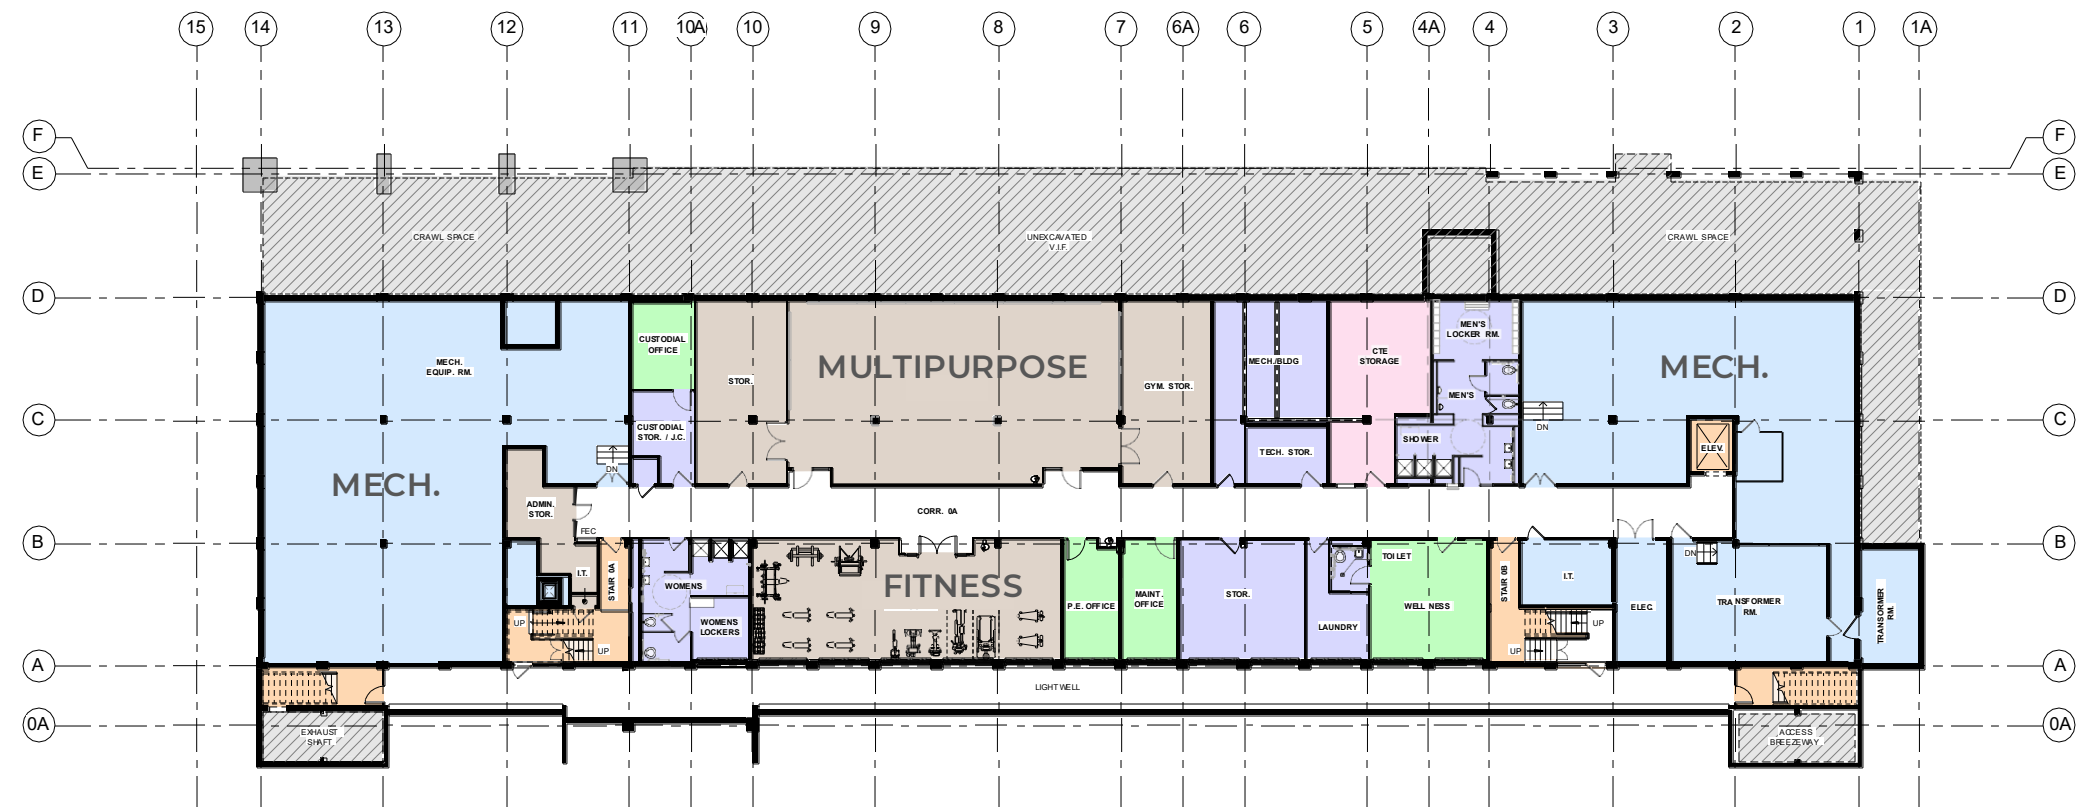 15 14 13 12 11 10A 10 9 8 7 6A 6 5 4A 4 3 2 1 1A
F F
E E
CRAWL SPACE
UNEXCAVATED
V.I.F.
CRAWL SPACE
D D
MECH.
EQUIP. RM.
CUSTODIAL
OFFICE
STOR.
MULTIPURPOSE
GYM. STOR.
MECH./BLDG
CTE
STORAGE
MEN'S
LOCKER RM.
MEN'S
MECH.
C C
CUSTODIAL
STOR. / J.C.
TECH. STOR.
SHOWER
DN
ELEV.
DN
MECH.
ADMIN.
STOR.
FEC
CORR. 0A
B B
I.T.
STAIR 0A
WOMENS
WOMENS
LOCKERS
FITNESS
P.E. OFFICE
MAINT.
OFFICE
STOR.
TOILET
LAUNDRY
WELLNESS
STAIR 0B
I.T.
ELEC.
DN
TRANSFORMER
RM.
TRANSFORMER
RM.
UP
UP
UP
UP
A A
LIGHTWELL
0A 0A
EXHAUST
SHAFT
ACCESS
BREEZEWAY